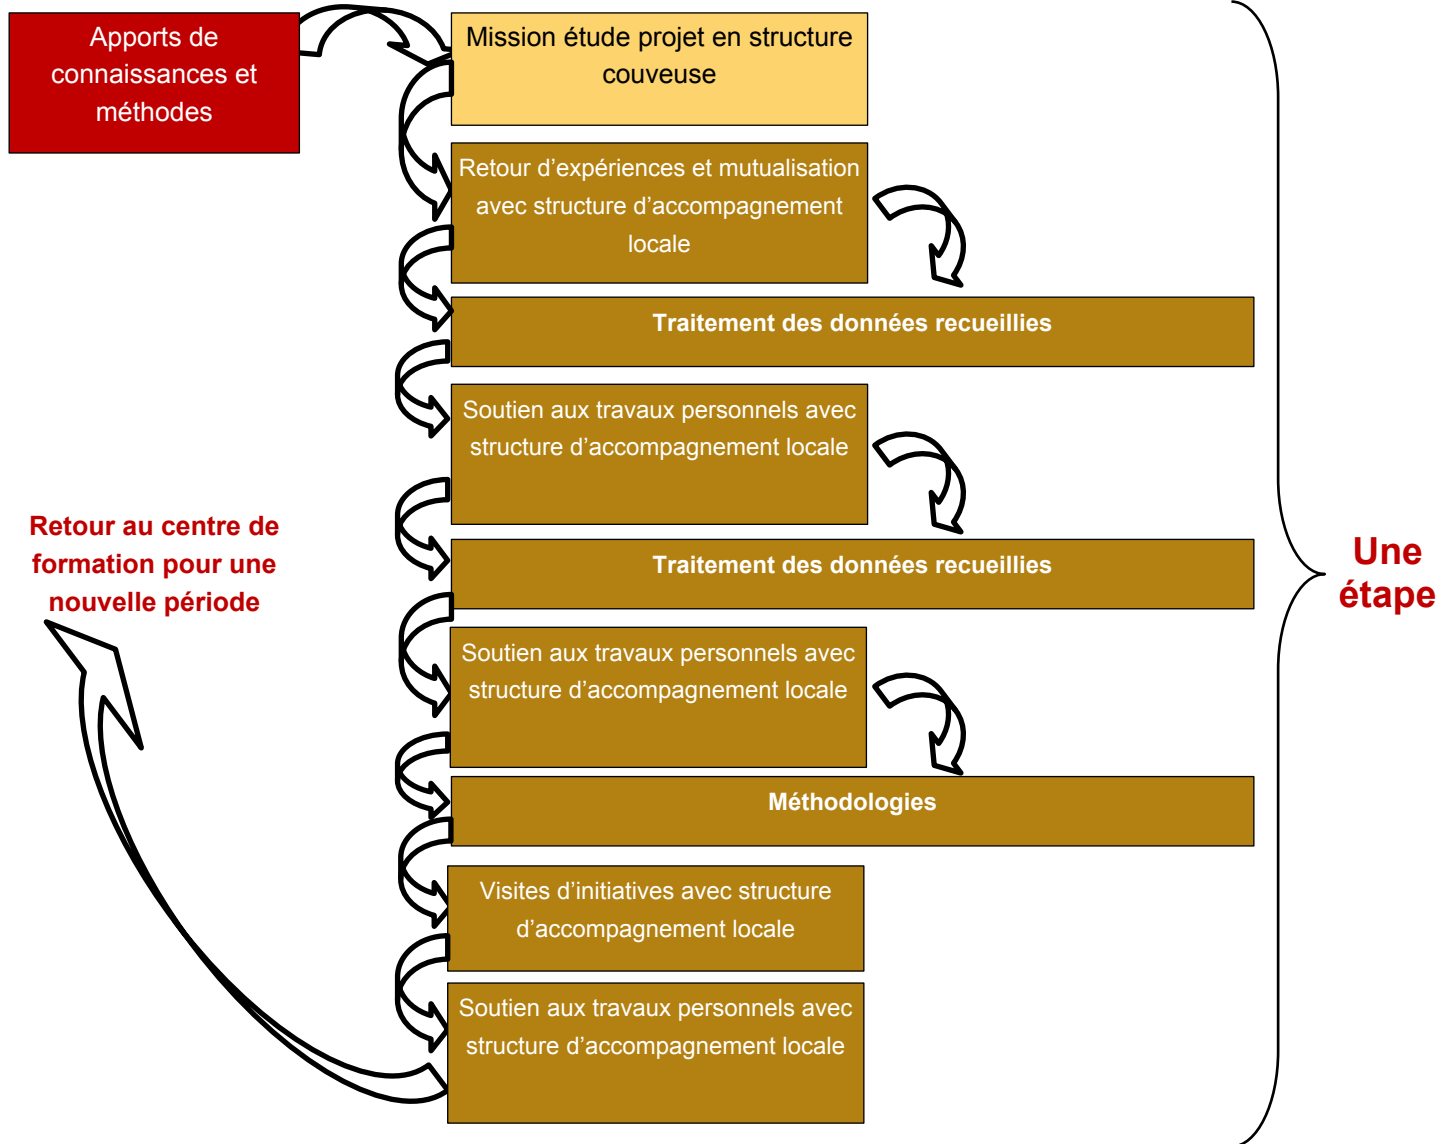 Apports de
connaissances et
méthodes
Mission étude projet en structure
couveuse
Retour d’expériences et mutualisation
avec structure d’accompagnement
locale
Traitement des données recueillies
Soutien aux travaux personnels avec
structure d’accompagnement locale
Retour au centre de
formation pour une
nouvelle période
Traitement des données recueillies
Une
étape
Soutien aux travaux personnels avec
structure d’accompagnement locale
Méthodologies
Visites d’initiatives avec structure
d’accompagnement locale
Soutien aux travaux personnels avec
structure d’accompagnement locale